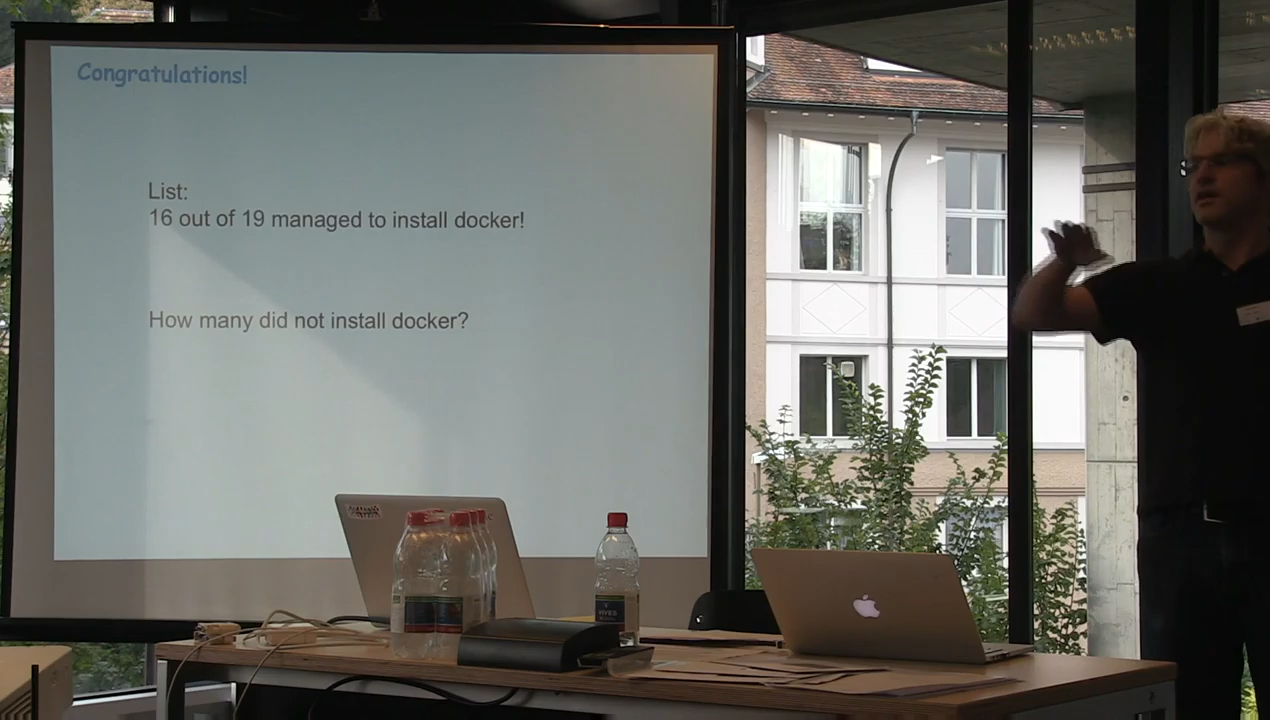 Congratulations!
List:
16 out of 19 managed to install docker!
How many did not install docker?